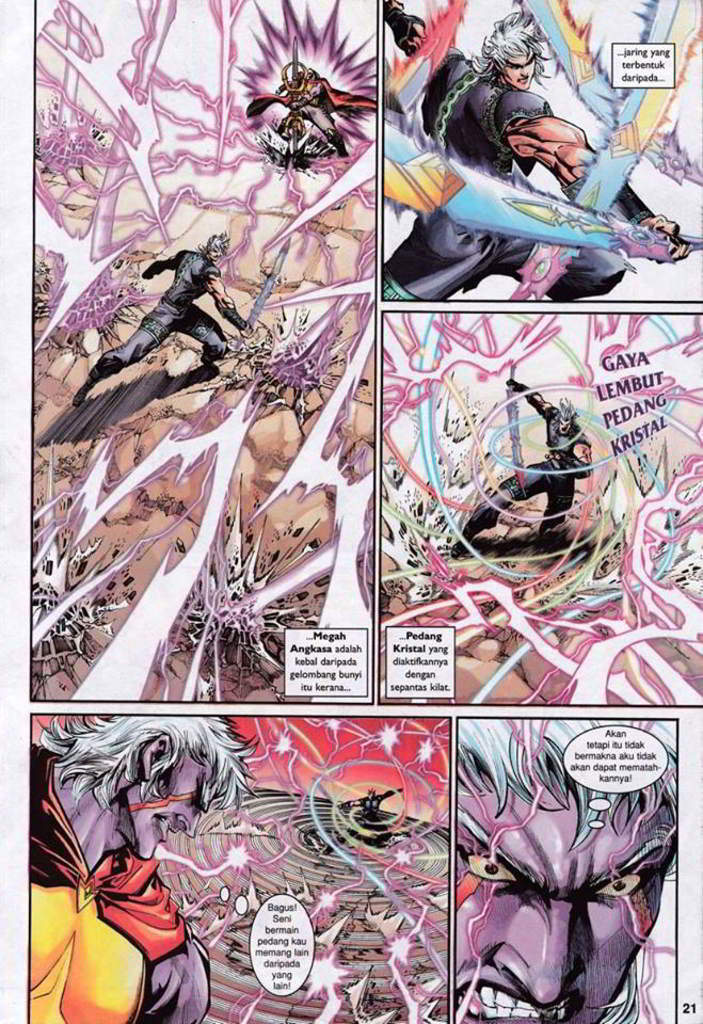 ...Megah
Angkasa adalah
kebal daripada
gelombang bunyi
itu kerana...
...jaring yang
terbentuk
daripada...
GAYA
LEMBUT
PEDANG
KRISTAL
...Pedang
Kristal yang
diaktifkannya
dengan
sepantas kilat.
Bagus!
Seni
bermain
pedang kau
memang lain
daripada
yang
lain!
Akan
tetapi itu tidak
bermakna aku tidak
akan dapat mematah-
kannya!
21